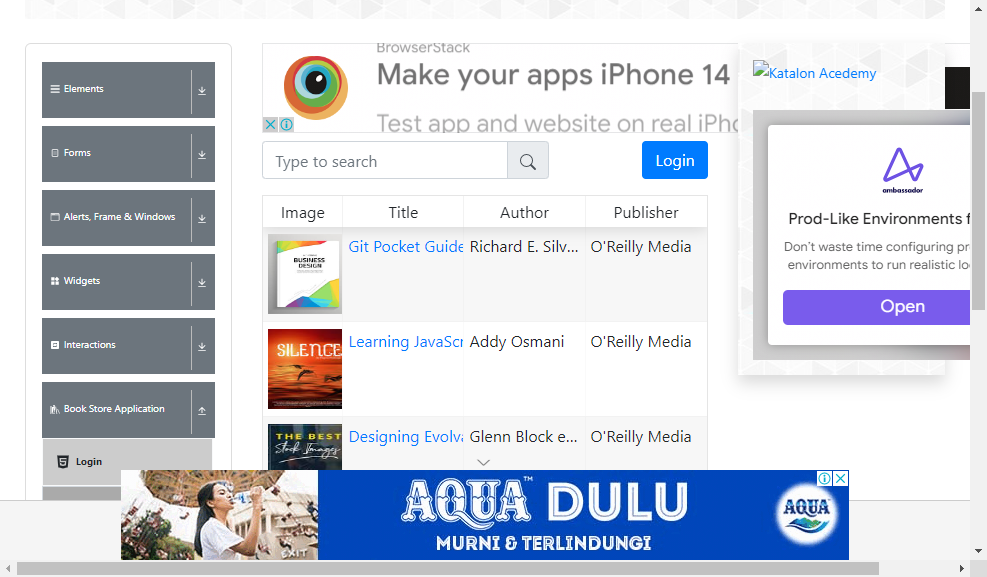 Elements
Forms
Alerts, Frame & Windows
Widgets
Interactions
Book Store Application
Login
BrowserStack
Make your apps iPhone 14
Test app and website on real iPho
Type to search
Login
Image Title Author Publisher
BUSINESS
DESIGN
Git Pocket Guide Richard E. Silv... O'Reilly Media
SILENCE
Learning JavaScr Addy Osmani O'Reilly Media
THE BEST
Stock Images
Designing Evolva Glenn Block e... O'Reilly Media
Katalon Acedemy
ambassador
Prod-Like Environments f
Don't waste time configuring pr
environments to run realistic lo
Open
EXIT
AQUA™ DULU
MURNI & TERLINDUNGI
AQUA